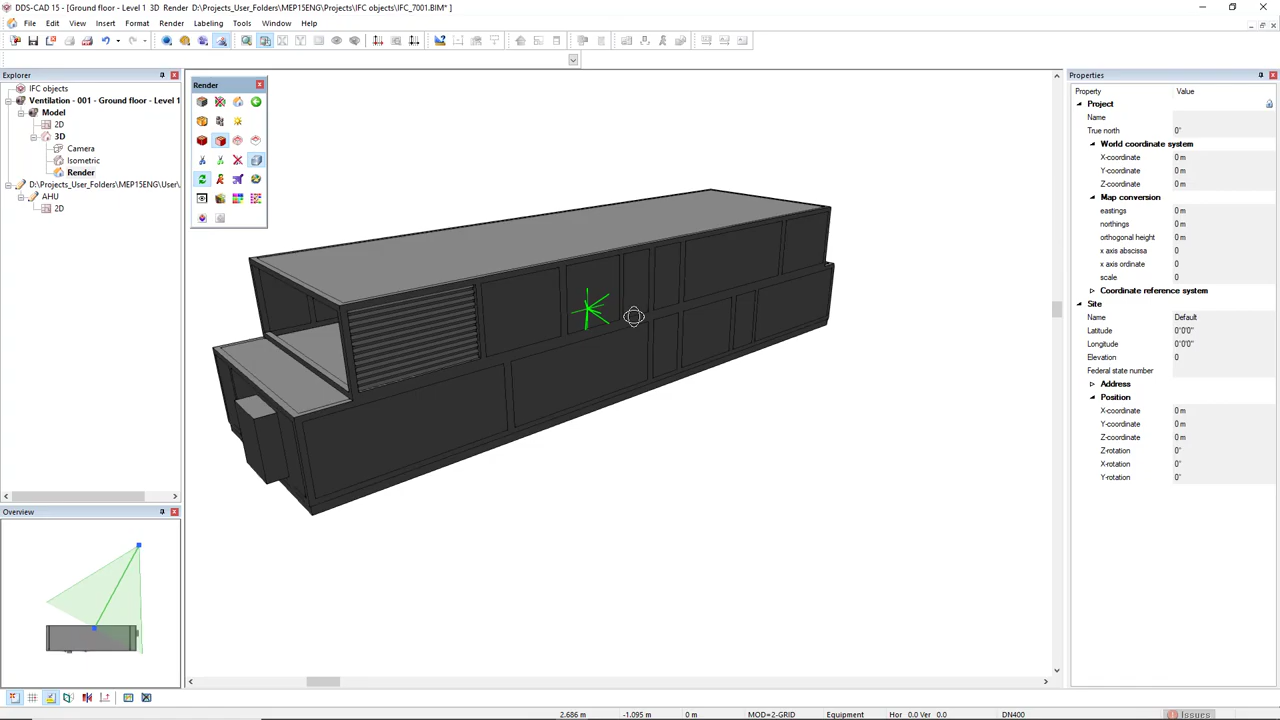 DDS-CAD 15 - [Ground floor - Level 1 3D Render D:\Projects_User_Folders\MEP15ENG\Projects\IFC objects\IFC_7001.BIM* ]
File Edit View Insert Format Render Labeling Tools Window Help
Explorer
IFC objects
Ventilation - 001 - Ground floor - Level 1
Model
2D
3D
Camera
Isometric
Render
D:\Projects_User_Folders\MEP15ENG\User\
AHU
2D
Overview
Render
Properties
Property Value
Project
Name
True north 0°
World coordinate system
X-coordinate 0 m
Y-coordinate 0 m
Z-coordinate 0 m
Map conversion
eastings 0 m
northings 0 m
orthogonal height 0 m
x axis abscissa 0
x axis ordinate 0
scale 0
Coordinate reference system
Site
Name Default
Latitude 0°0'0"
Longitude 0°0'0"
Elevation 0
Federal state number
Address
Position
X-coordinate 0 m
Y-coordinate 0 m
Z-coordinate 0 m
Z-rotation 0°
X-rotation 0°
Y-rotation 0°
2.686 m -1.095 m 0 m MOD=2-GRID Equipment Hor 0.0 Ver 0.0 DN400 Issues